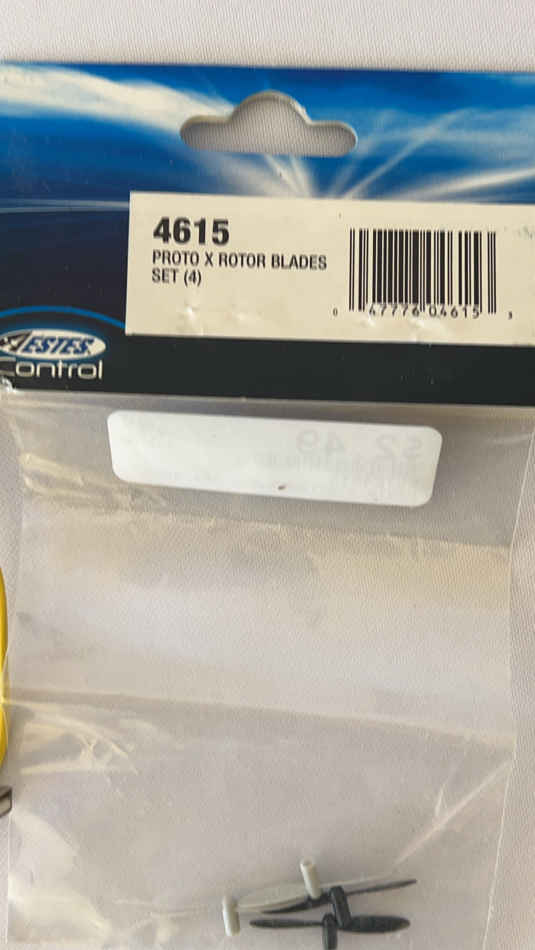 4615
PROTO X ROTOR BLADES
SET (4)
0 47776 04615 3
ESTES
Control